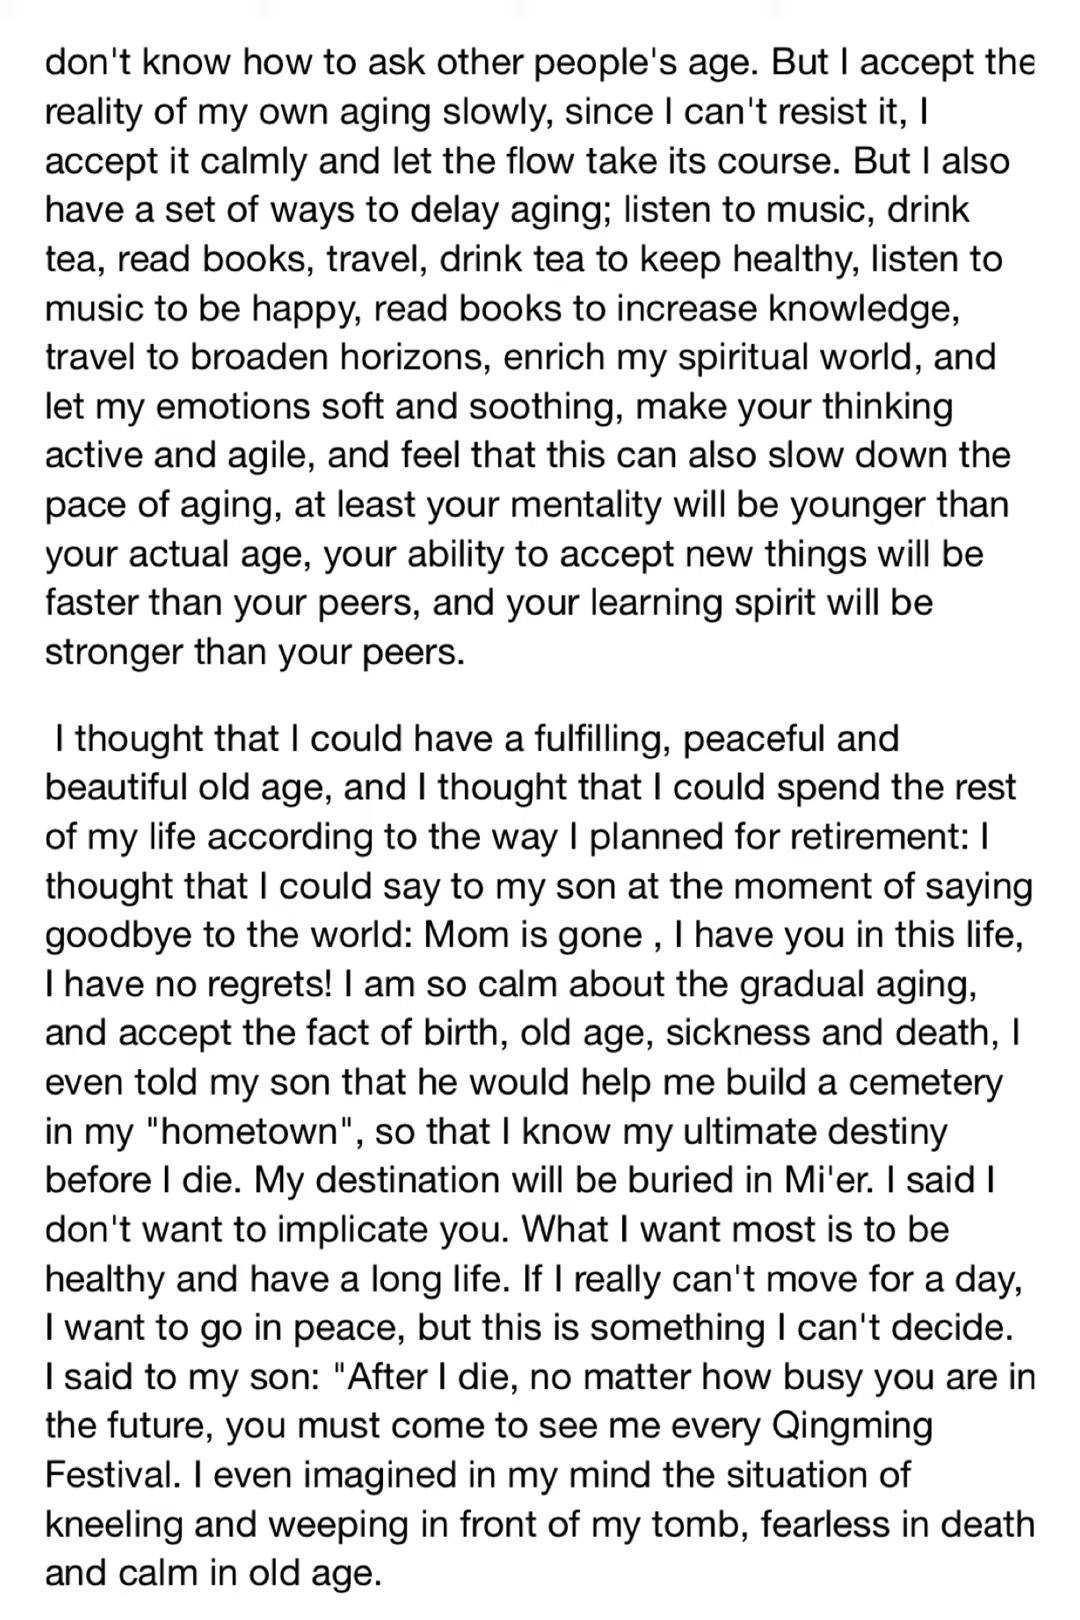 don't know how to ask other people's age. But I accept the
reality of my own aging slowly, since I can't resist it, I
accept it calmly and let the flow take its course. But I also
have a set of ways to delay aging; listen to music, drink
tea, read books, travel, drink tea to keep healthy, listen to
music to be happy, read books to increase knowledge,
travel to broaden horizons, enrich my spiritual world, and
let my emotions soft and soothing, make your thinking
active and agile, and feel that this can also slow down the
pace of aging, at least your mentality will be younger than
your actual age, your ability to accept new things will be
faster than your peers, and your learning spirit will be
stronger than your peers.
I thought that I could have a fulfilling, peaceful and
beautiful old age, and I thought that I could spend the rest
of my life according to the way I planned for retirement: I
thought that I could say to my son at the moment of saying
goodbye to the world: Mom is gone , I have you in this life,
I have no regrets! I am so calm about the gradual aging,
and accept the fact of birth, old age, sickness and death, I
even told my son that he would help me build a cemetery
in my "hometown", so that I know my ultimate destiny
before I die. My destination will be buried in Mi'er. I said I
don't want to implicate you. What I want most is to be
healthy and have a long life. If I really can't move for a day,
I want to go in peace, but this is something I can't decide.
I said to my son: "After I die, no matter how busy you are in
the future, you must come to see me every Qingming
Festival. I even imagined in my mind the situation of
kneeling and weeping in front of my tomb, fearless in death
and calm in old age.